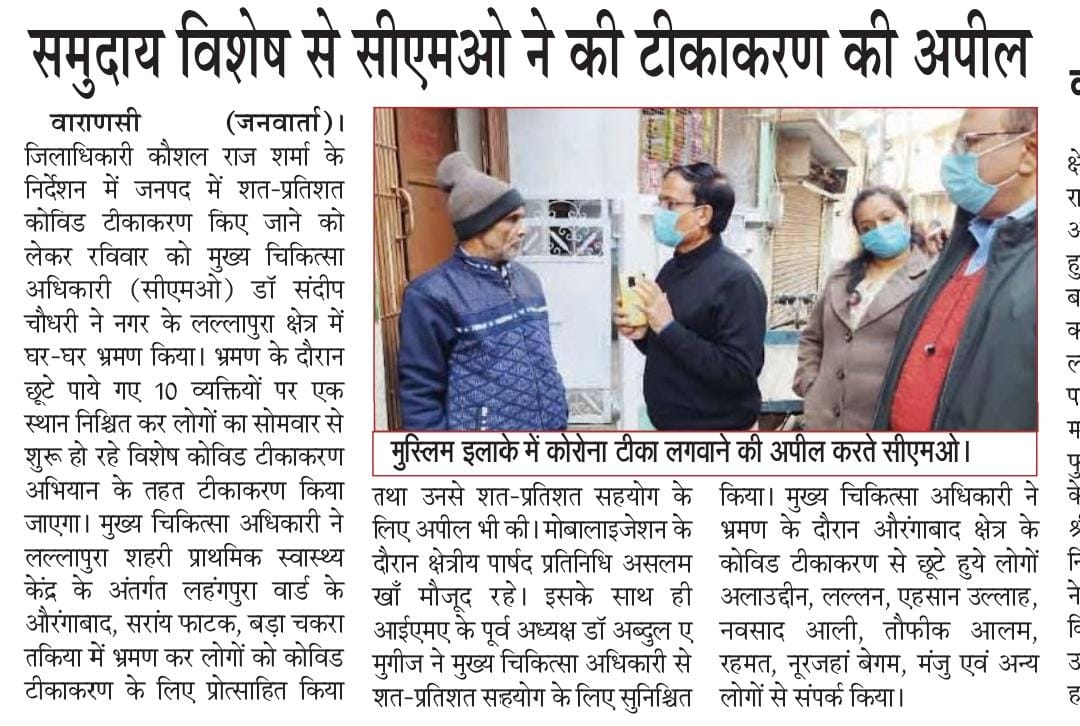 समुदाय विशेष से सीएमओ ने की टीकाकरण की अपील
वाराणसी (जनवार्ता)।
जिलाधिकारी कौशल राज शर्मा के
निर्देशन में जनपद में शत-प्रतिशत
कोविड टीकाकरण किए जाने को
लेकर रविवार को मुख्य चिकित्सा
अधिकारी (सीएमओ) डॉ संदीप
चौधरी ने नगर के लल्लापुरा क्षेत्र में
घर-घर भ्रमण किया। भ्रमण के दौरान
छूटे पाये गए 10 व्यक्तियों पर एक
स्थान निश्चित कर लोगों का सोमवार से
शुरू हो रहे विशेष कोविड टीकाकरण
अभियान के तहत टीकाकरण किया
जाएगा। मुख्य चिकित्सा अधिकारी ने
लल्लापुरा शहरी प्राथमिक स्वास्थ्य
केंद्र के अंतर्गत लहंगपुरा वार्ड के
औरंगाबाद, सरांय फाटक, बड़ा चकरा
तकिया में भ्रमण कर लोगों को कोविड
टीकाकरण के लिए प्रोत्साहित किया
मुस्लिम इलाके में कोरोना टीका लगवाने की अपील करते सीएमओ।
तथा उनसे शत-प्रतिशत सहयोग के
लिए अपील भी की। मोबालाइजेशन के
दौरान क्षेत्रीय पार्षद प्रतिनिधि असलम
खाँ मौजूद रहे। इसके साथ ही
आईएमए के पूर्व अध्यक्ष डॉ अब्दुल ए
मुगीज ने मुख्य चिकित्सा अधिकारी से
शत-प्रतिशत सहयोग के लिए सुनिश्चित
किया। मुख्य चिकित्सा अधिकारी ने
भ्रमण के दौरान औरंगाबाद क्षेत्र के
कोविड टीकाकरण से छूटे हुये लोगों
अलाउद्दीन, लल्लन, एहसान उल्लाह,
नवसाद आली, तौफीक आलम,
रहमत, नूरजहां बेगम, मंजु एवं अन्य
लोगों से संपर्क किया।